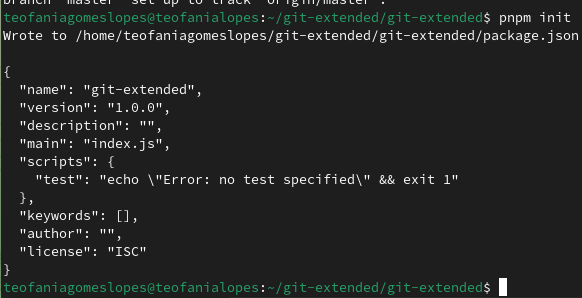 branch 'master' set up to track 'origin/master'.
teofaniagomeslopes@teofanialopes:~/git-extended/git-extended$ pnpm init
Wrote to /home/teofaniagomeslopes/git-extended/git-extended/package.json

{
  "name": "git-extended",
  "version": "1.0.0",
  "description": "",
  "main": "index.js",
  "scripts": {
    "test": "echo \"Error: no test specified\" && exit 1"
  },
  "keywords": [],
  "author": "",
  "license": "ISC"
}
teofaniagomeslopes@teofanialopes:~/git-extended/git-extended$